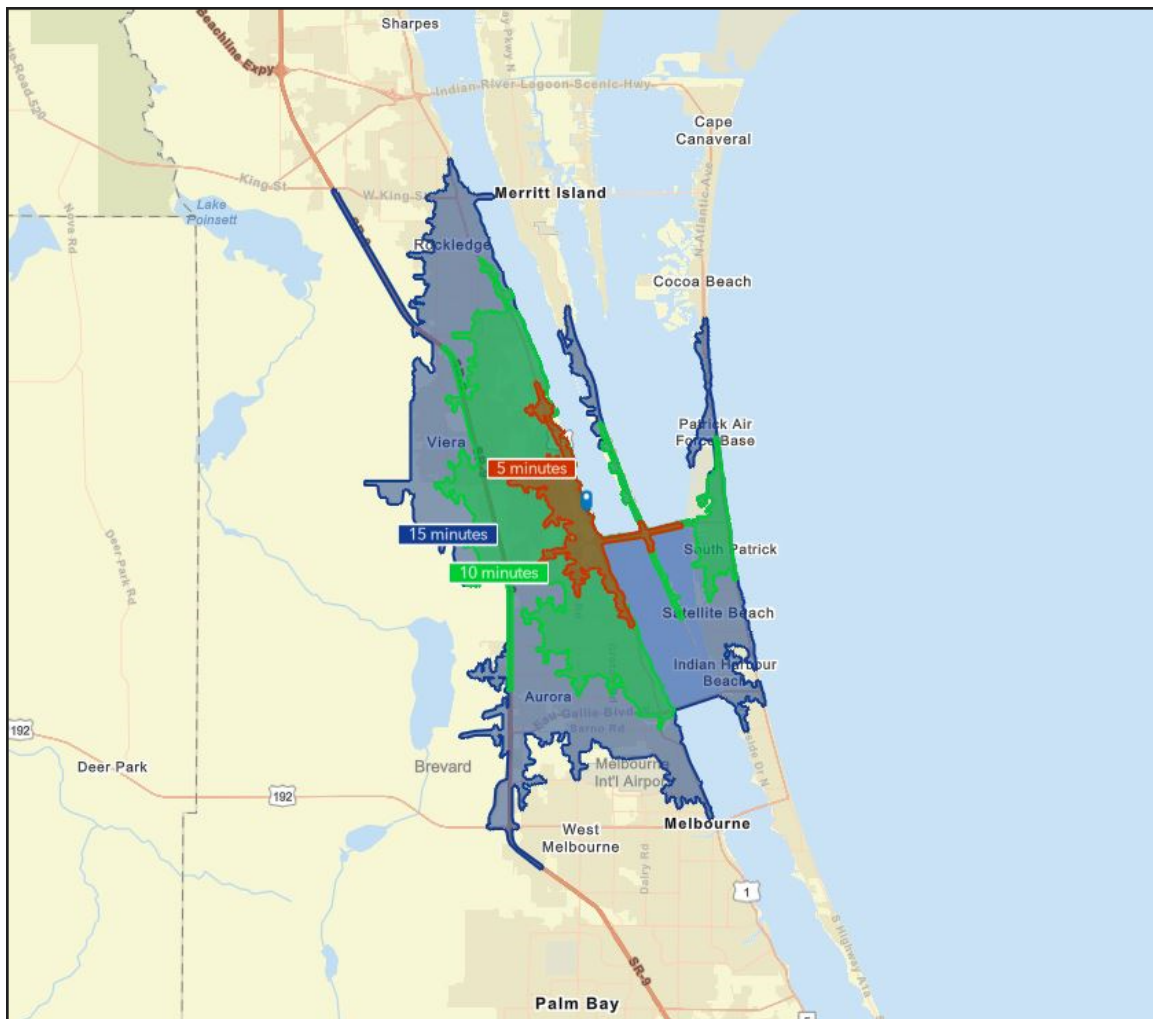 Sharpes
Beachline Expy
Indian River Lagoon Scenic Hwy
Cape
Canaveral
King St
W King St
Merritt Island
Lake
Poinsett
Nova Rd
N Atlantic Ave
Rockledge
Cocoa Beach
Patrick Air
Force Base
Viera
5 minutes
15 minutes
10 minutes
South Patrick
Deer Park Rd
Satellite Beach
Indian Harbour
Beach
Aurora
Eau Gallie Blvd
Sarno Rd
192
Deer Park
Brevard
Melbourne
Int'l Airport
192
Melbourne
West
Melbourne
Dairy Rd
1
S Highway A1a
SR-9
Palm Bay